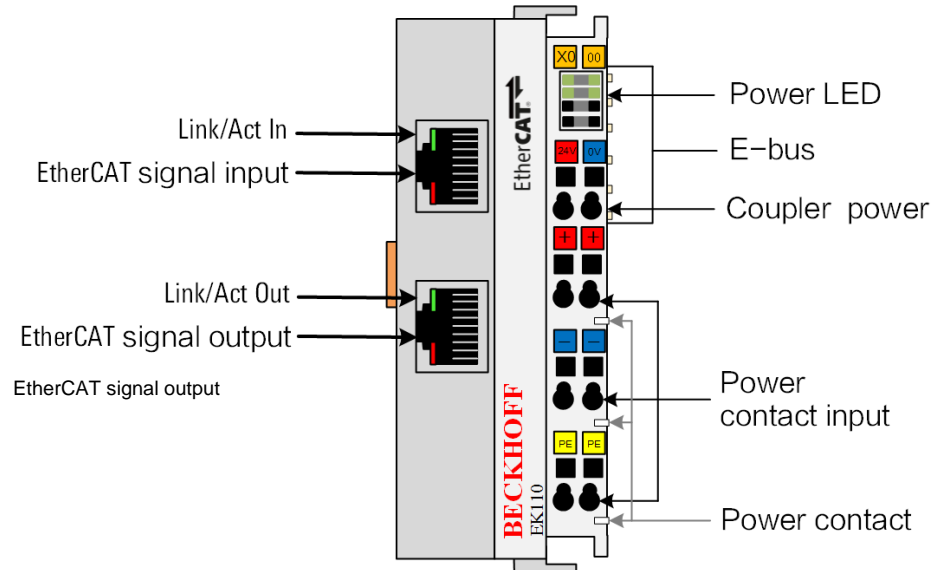 X0 00
EtherCAT®
Power LED
Link/Act In
EtherCAT signal input
24V 0V
E-bus
Coupler power
+ +
Link/Act Out
EtherCAT signal output
EtherCAT signal output
− −
Power
contact input
PE PE
BECKHOFF
EK110
Power contact